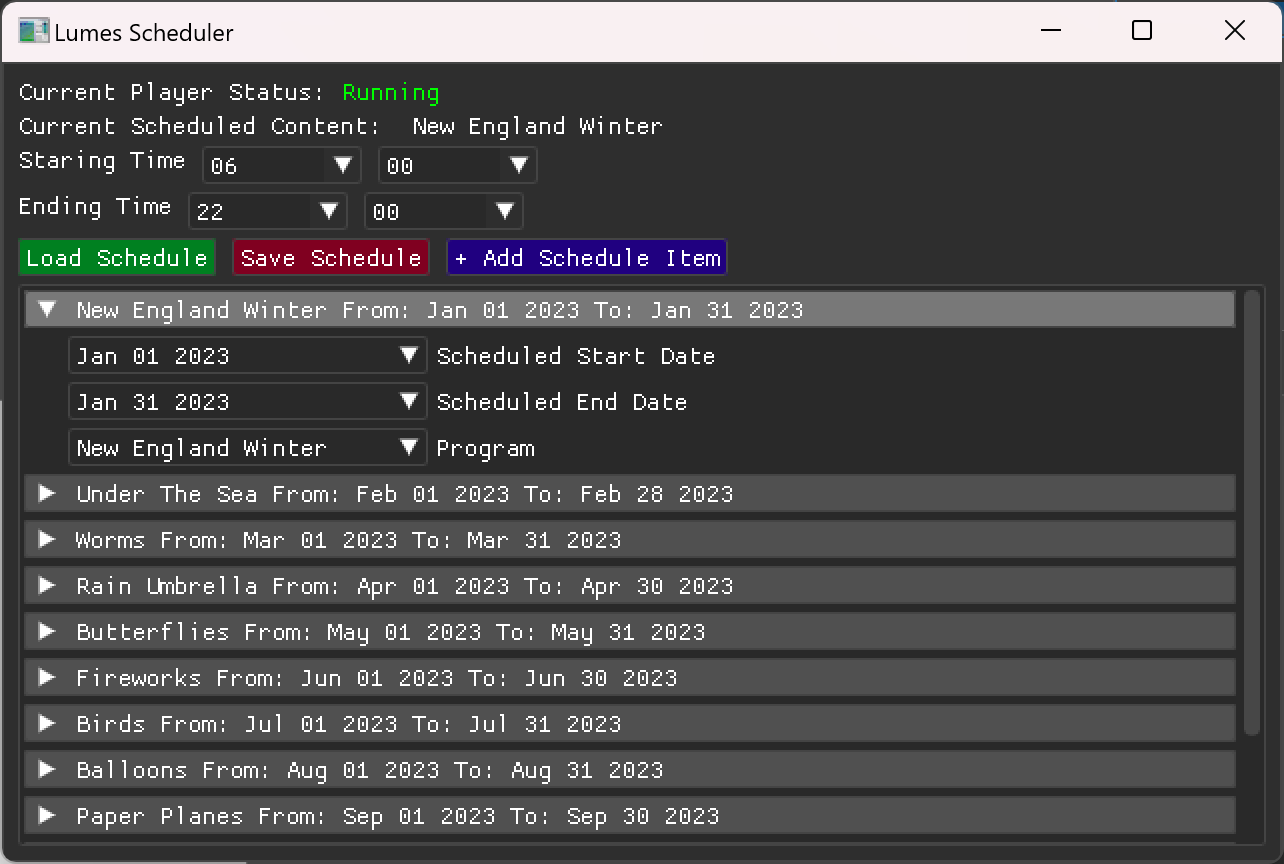 Lumes Scheduler
Current Player Status: Running
Current Scheduled Content: New England Winter
Staring Time 06 00
Ending Time 22 00
Load Schedule Save Schedule + Add Schedule Item
New England Winter From: Jan 01 2023 To: Jan 31 2023
Jan 01 2023 Scheduled Start Date
Jan 31 2023 Scheduled End Date
New England Winter Program
Under The Sea From: Feb 01 2023 To: Feb 28 2023
Worms From: Mar 01 2023 To: Mar 31 2023
Rain Umbrella From: Apr 01 2023 To: Apr 30 2023
Butterflies From: May 01 2023 To: May 31 2023
Fireworks From: Jun 01 2023 To: Jun 30 2023
Birds From: Jul 01 2023 To: Jul 31 2023
Balloons From: Aug 01 2023 To: Aug 31 2023
Paper Planes From: Sep 01 2023 To: Sep 30 2023